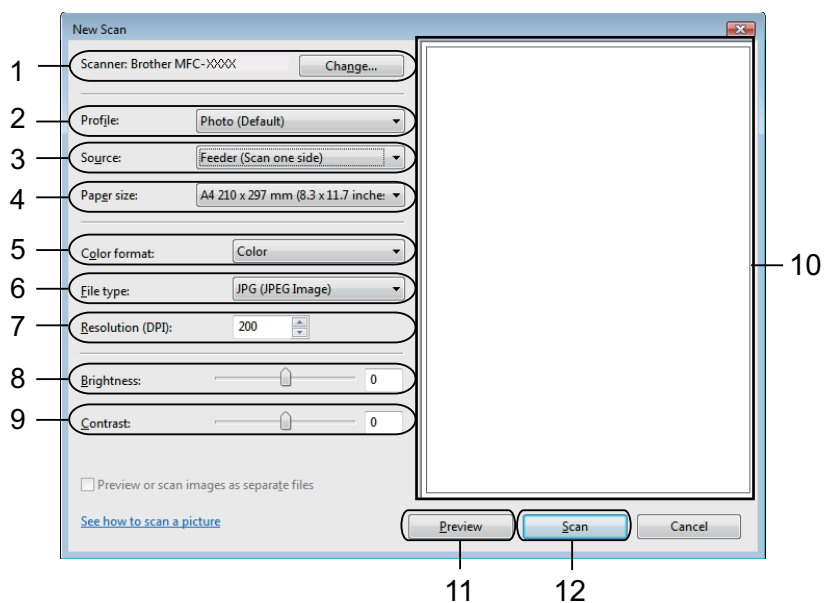 New Scan
1
Scanner: Brother MFC-XXXX
Change...
2
Profile:
Photo (Default)
3
Source:
Feeder (Scan one side)
4
Paper size:
A4 210 x 297 mm (8.3 x 11.7 inche:
5
Color format:
Color
6
File type:
JPG (JPEG Image)
7
Resolution (DPI):
200
8
Brightness:
0
9
Contrast:
0
10
Preview or scan images as separate files
See how to scan a picture
Preview
Scan
Cancel
11
12